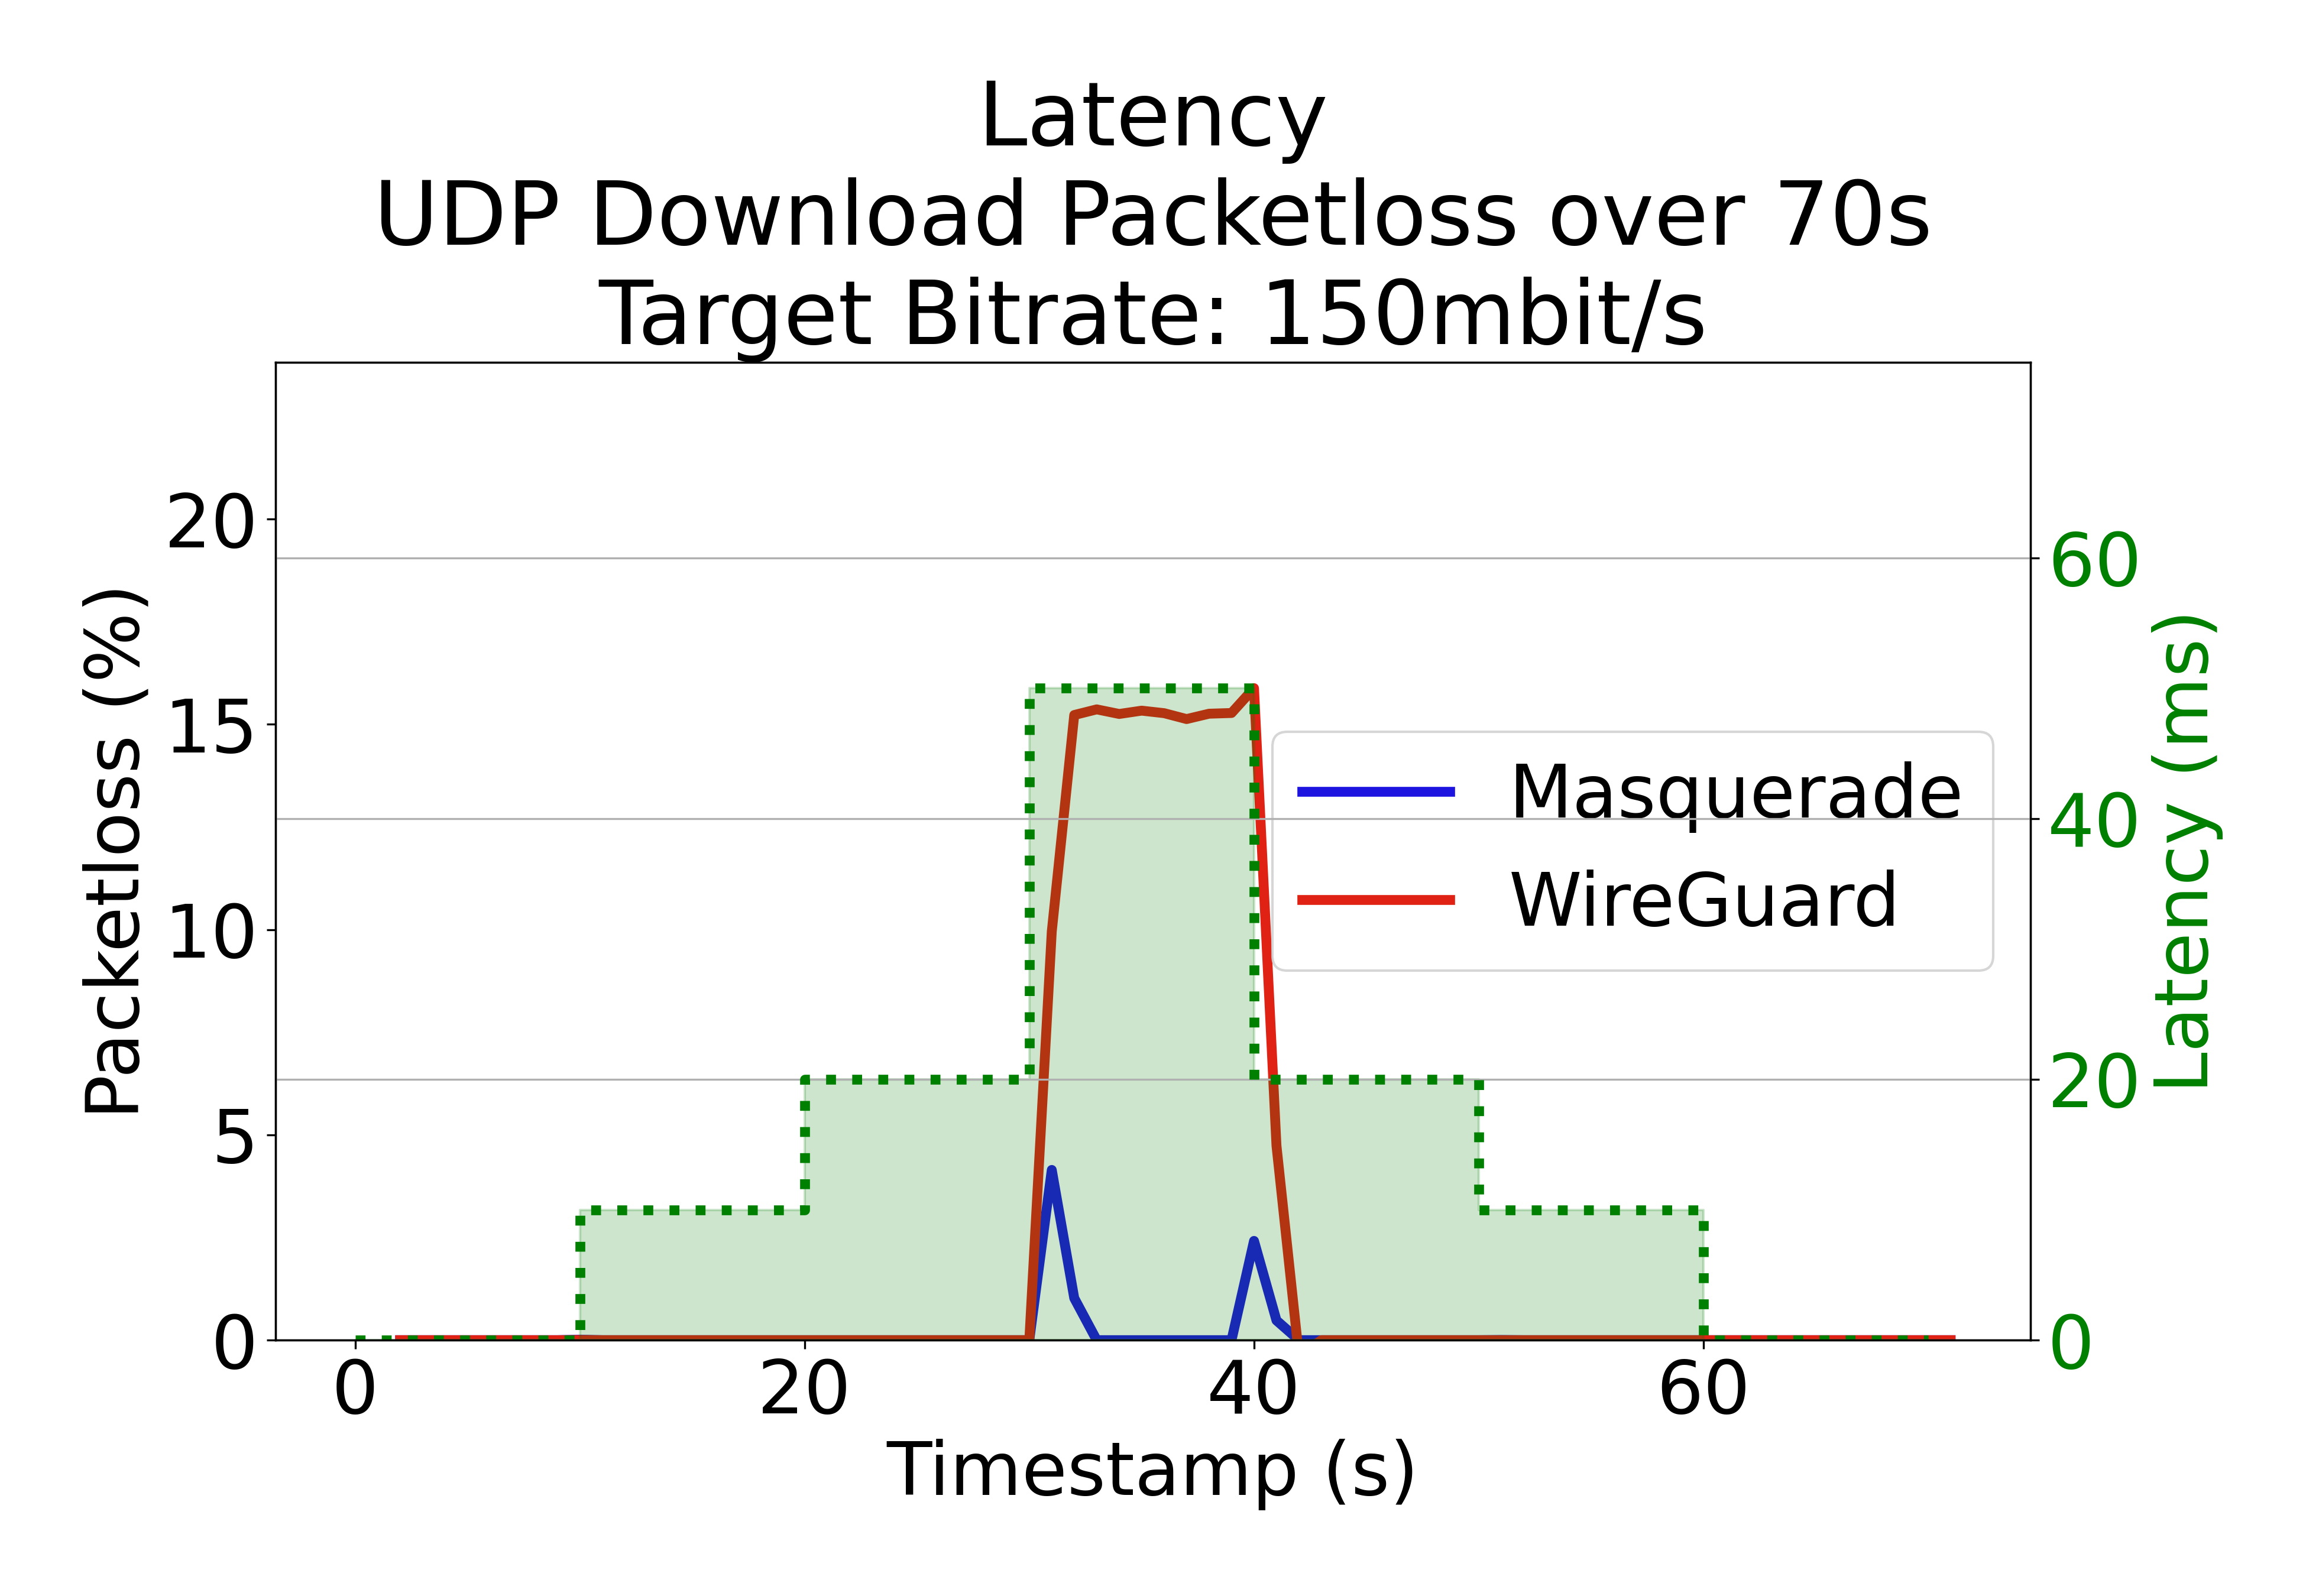 Latency
UDP Download Packetloss over 70s
Target Bitrate: 150mbit/s
Packetloss (%)
20
15
10
5
0
Masquerade
WireGuard
60
40
20
0
Latency (ms)
0
20
40
60
Timestamp (s)